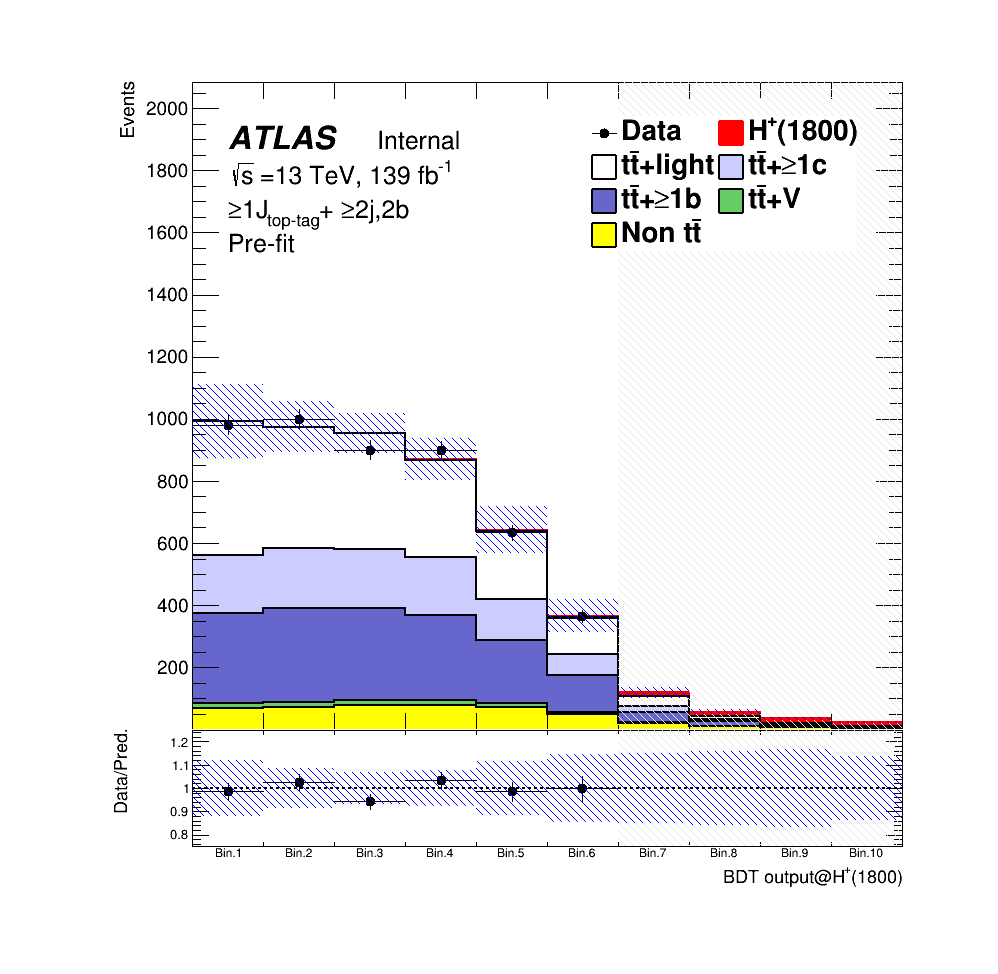 Events
2000
1800
1600
1400
1200
1000
800
600
400
200
ATLAS Internal
√s =13 TeV, 139 fb⁻¹
≥1J_top-tag+ ≥2j,2b
Pre-fit
Data
H⁺(1800)
tt̄+light
tt̄+≥1c
tt̄+≥1b
tt̄+V
Non tt̄
Data/Pred.
1.2
1.1
1
0.9
0.8
Bin.1 Bin.2 Bin.3 Bin.4 Bin.5 Bin.6 Bin.7 Bin.8 Bin.9 Bin.10
BDT output@H⁺(1800)